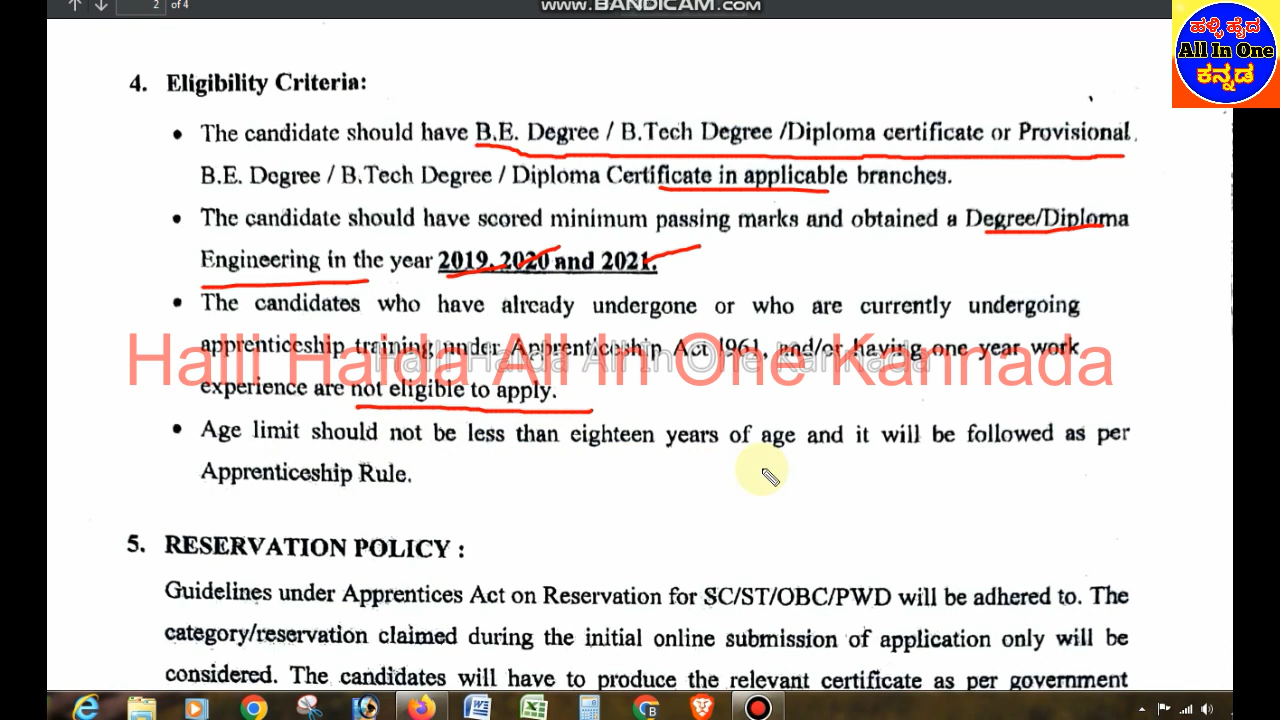 2 of 4
www.BANDICAM.com
ಹಳ್ಳಿ ಹೈದ
All In One
ಕನ್ನಡ
4. Eligibility Criteria:
• The candidate should have B.E. Degree / B.Tech Degree /Diploma certificate or Provisional
B.E. Degree / B.Tech Degree / Diploma Certificate in applicable branches.
• The candidate should have scored minimum passing marks and obtained a Degree/Diploma
Engineering in the year 2019, 2020 and 2021.
• The candidates who have already undergone or who are currently undergoing
apprenticeship training under Apprenticeship Act 1961, and/or having one year work
Halli Haida All In One Kannada
Halli Haida All In One Kannada
experience are not eligible to apply.
• Age limit should not be less than eighteen years of age and it will be followed as per
Apprenticeship Rule.
5. RESERVATION POLICY :
Guidelines under Apprentices Act on Reservation for SC/ST/OBC/PWD will be adhered to. The
category/reservation claimed during the initial online submission of application only will be
considered. The candidates will have to produce the relevant certificate as per government